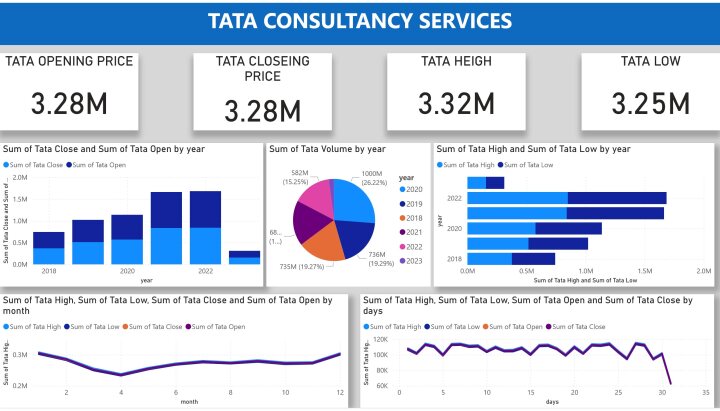 TATA CONSULTANCY SERVICES
TATA OPENING PRICE
3.28M
TATA CLOSEING
PRICE
3.28M
TATA HEIGH
3.32M
TATA LOW
3.25M
Sum of Tata Close and Sum of Tata Open by year
Sum of Tata Close Sum of Tata Open
Sum of Tata Close and Sum of ...
2.0M
1.5M
1.0M
0.5M
0.0M
2018 2020 2022
year
Sum of Tata Volume by year
582M
(15.25%)
1000M
(26.22%)
68...
(1...)
735M (19.27%)
736M
(19.29%)
year
2020
2019
2018
2021
2022
2023
Sum of Tata High and Sum of Tata Low by year
Sum of Tata High Sum of Tata Low
year
2022
2020
2018
0.0M 0.5M 1.0M 1.5M 2.0M
Sum of Tata High and Sum of Tata Low
Sum of Tata High, Sum of Tata Low, Sum of Tata Close and Sum of Tata Open by
month
Sum of Tata High Sum of Tata Low Sum of Tata Close Sum of Tata Open
Sum of Tata Hig...
0.3M
0.2M
2 4 6 8 10 12
month
Sum of Tata High, Sum of Tata Low, Sum of Tata Open and Sum of Tata Close by
days
Sum of Tata High Sum of Tata Low Sum of Tata Open Sum of Tata Close
Sum of Tata Hig...
120K
100K
80K
60K
0 5 10 15 20 25 30 35
days